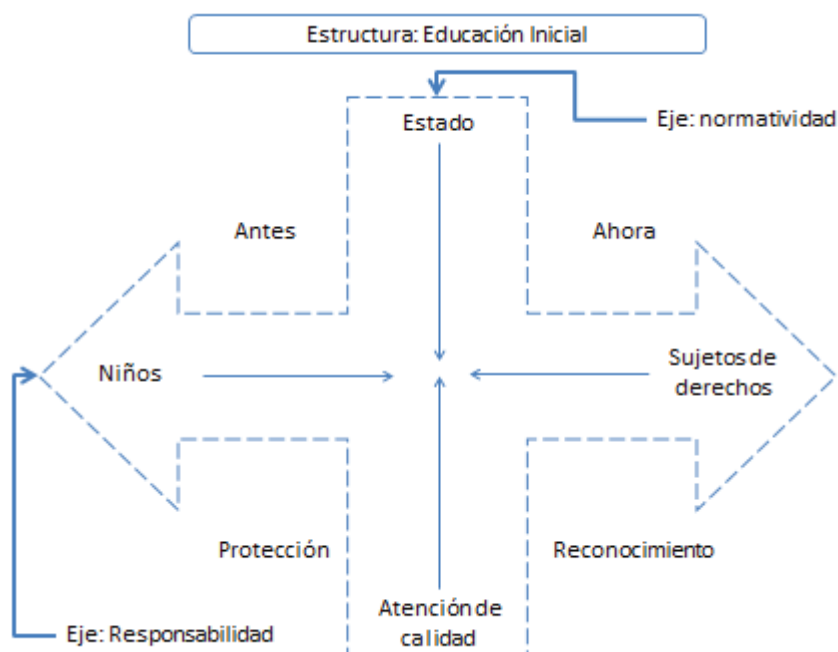 Estructura: Educación Inicial
Estado
Eje: normatividad
Antes
Ahora
Niños
Sujetos de
derechos
Protección
Reconocimiento
Atención de
calidad
Eje: Responsabilidad